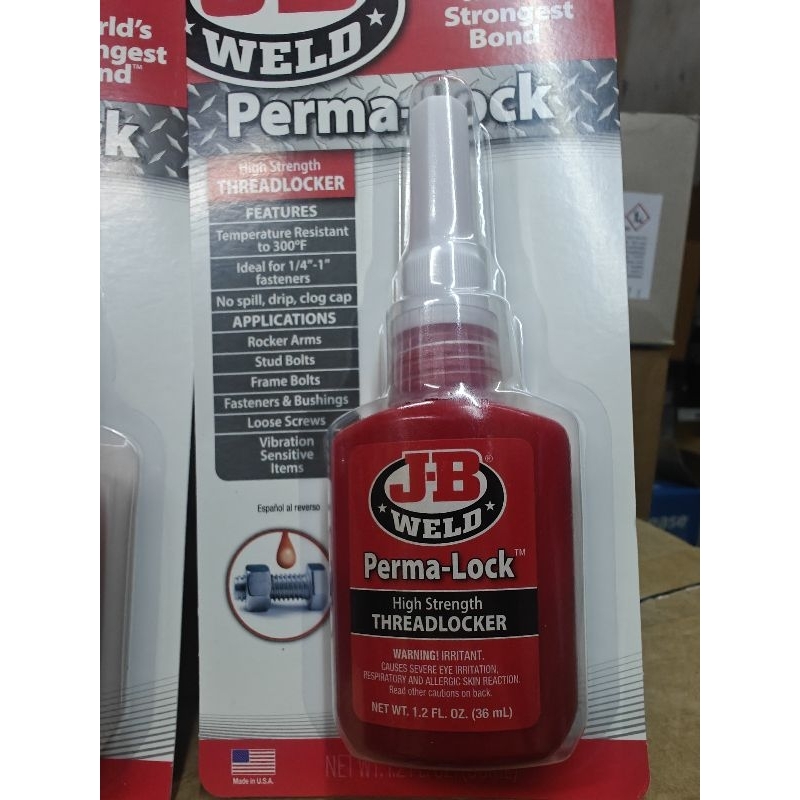 rld's
ngest
nd™
k
J-B
WELD
Strongest
Bond
Perma-Lock
High Strength
THREADLOCKER
FEATURES
Temperature Resistant
to 300°F
Ideal for 1/4"-1"
fasteners
No spill, drip, clog cap
APPLICATIONS
Rocker Arms
Stud Bolts
Frame Bolts
Fasteners & Bushings
Loose Screws
Vibration
Sensitive
Items
Español al reverso
J-B®
WELD
Perma-Lock™
High Strength
THREADLOCKER
WARNING! IRRITANT.
CAUSES SEVERE EYE IRRITATION,
RESPIRATORY AND ALLERGIC SKIN REACTION.
Read other cautions on back.
NET WT. 1.2 FL. OZ. (36 mL)
Made in U.S.A.
ease